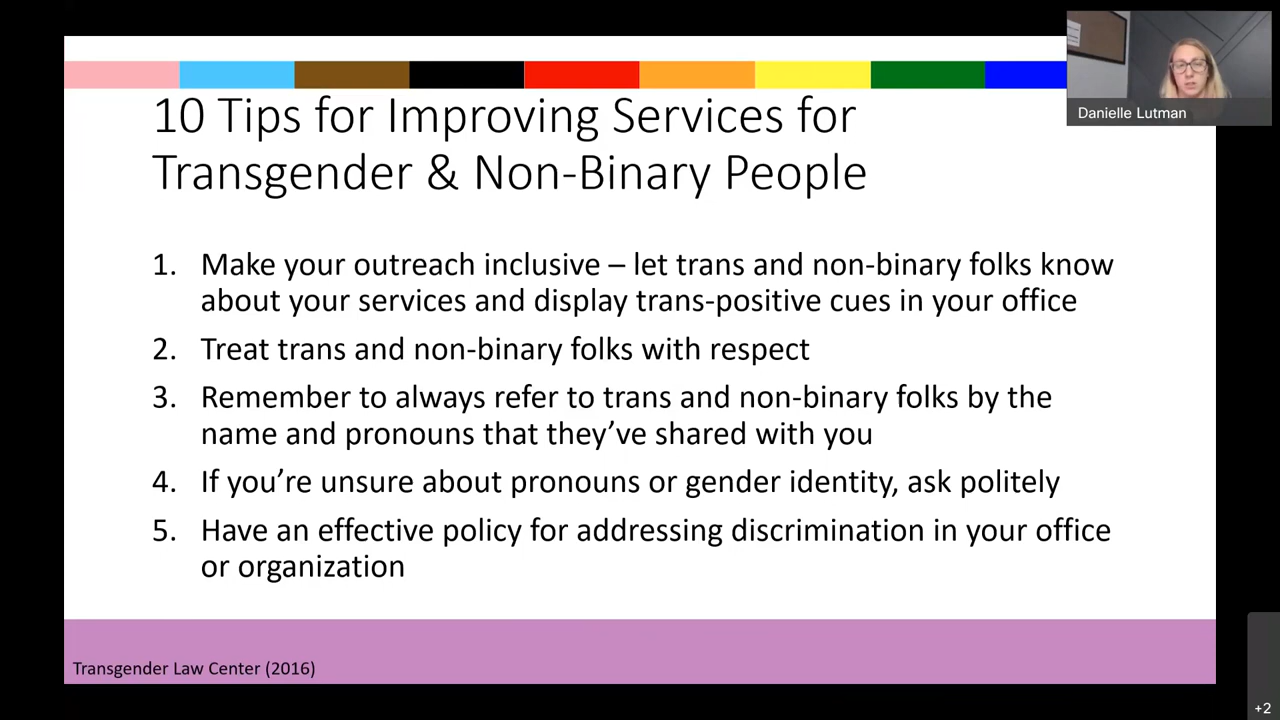 10 Tips for Improving Services for
Transgender & Non-Binary People
Danielle Lutman
1. Make your outreach inclusive – let trans and non-binary folks know
about your services and display trans-positive cues in your office
2. Treat trans and non-binary folks with respect
3. Remember to always refer to trans and non-binary folks by the
name and pronouns that they’ve shared with you
4. If you’re unsure about pronouns or gender identity, ask politely
5. Have an effective policy for addressing discrimination in your office
or organization
Transgender Law Center (2016)
+2